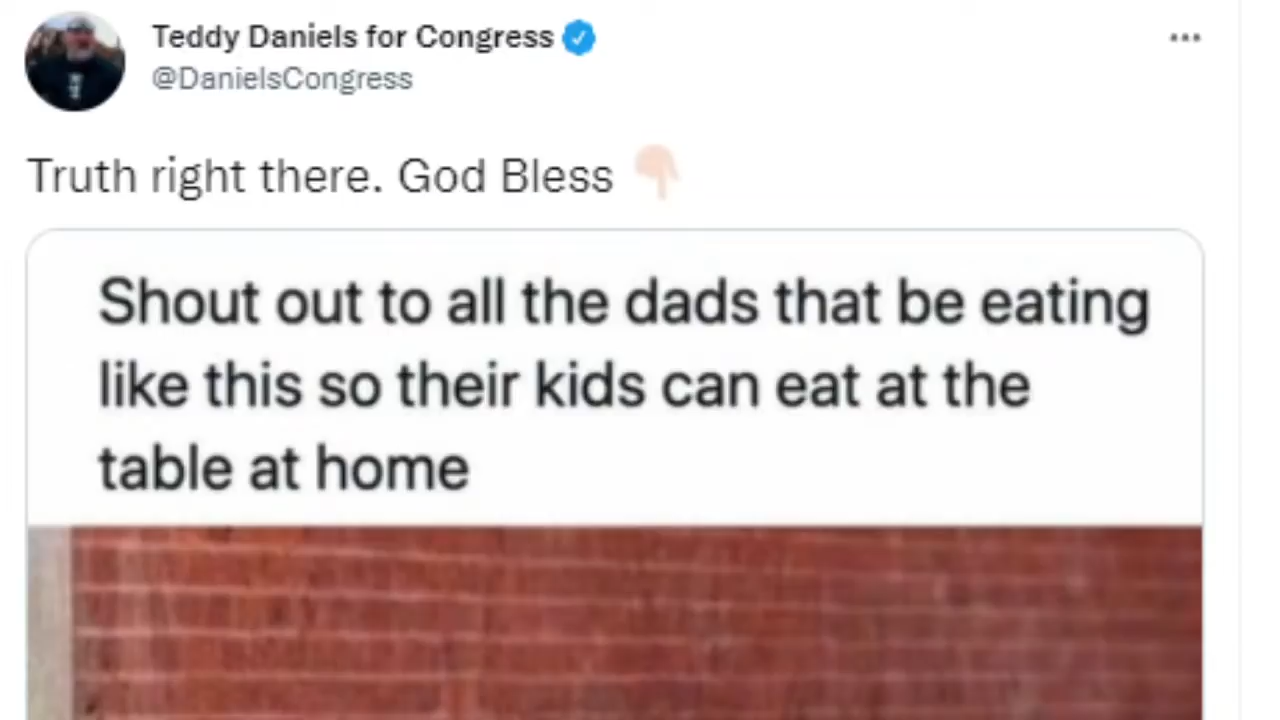 Teddy Daniels for Congress
@DanielsCongress
Truth right there. God Bless 👇🏻
Shout out to all the dads that be eating
like this so their kids can eat at the
table at home